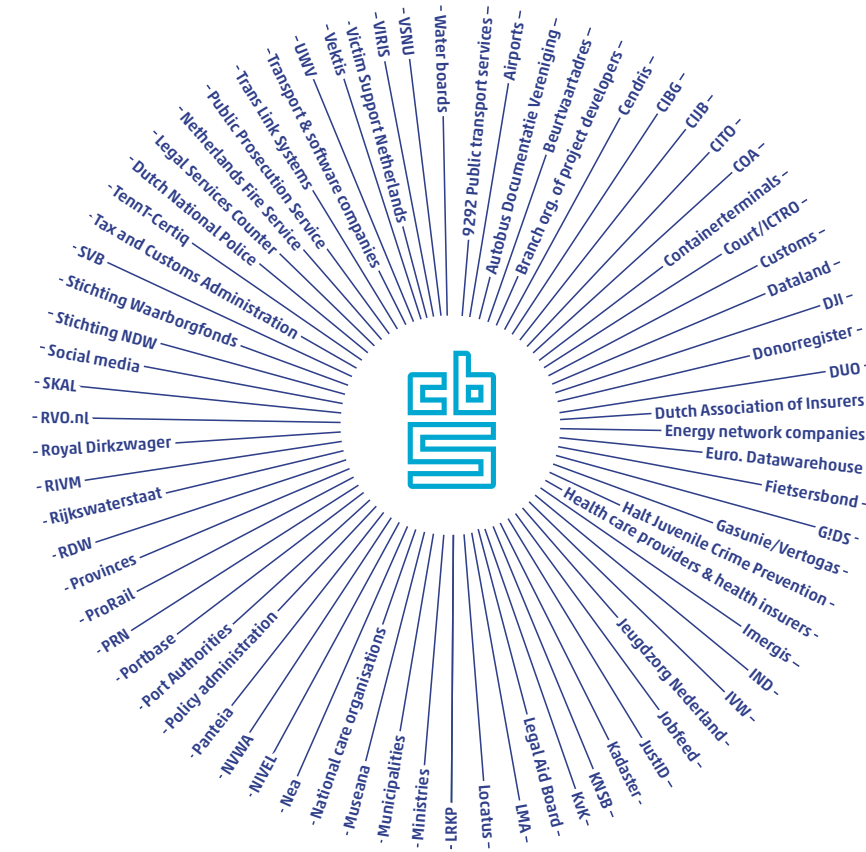 cbs
Water boards
9292 Public transport services
Airports
Autobus Documentatie Vereniging
Beurtvaartadres
Branch org. of project developers
Cendris
CIBG
CIJB
CITO
COA
Containerterminals
Court/ICTRO
Customs
Dataland
DJI
Donorregister
DUO
Dutch Association of Insurers
Energy network companies
Euro. Datawarehouse
Fietsersbond
G!DS
Gasunie/Vertogas
Halt Juvenile Crime Prevention
Health care providers & health insurers
Imergis
IND
IVW
Jeugdzorg Nederland
Jobfeed
JustID
Kadaster
KNSB
KvK
Legal Aid Board
LMA
Locatus
LRKP
Ministries
Municipalities
Museana
National care organisations
Nea
NIVEL
NVWA
Panteia
Policy administration
Port Authorities
Portbase
PRN
ProRail
Provinces
RDW
Rijkswaterstaat
RIVM
Royal Dirkzwager
RVO.nl
SKAL
Social media
Stichting NDW
Stichting Waarborgfonds
SVB
Tax and Customs Administration
TennT-Certiq
Dutch National Police
Legal Services Counter
Netherlands Fire Service
Public Prosecution Service
Trans Link Systems
Transport & software companies
UWV
Vektis
Victim Support Netherlands
VIRIS
VSNU